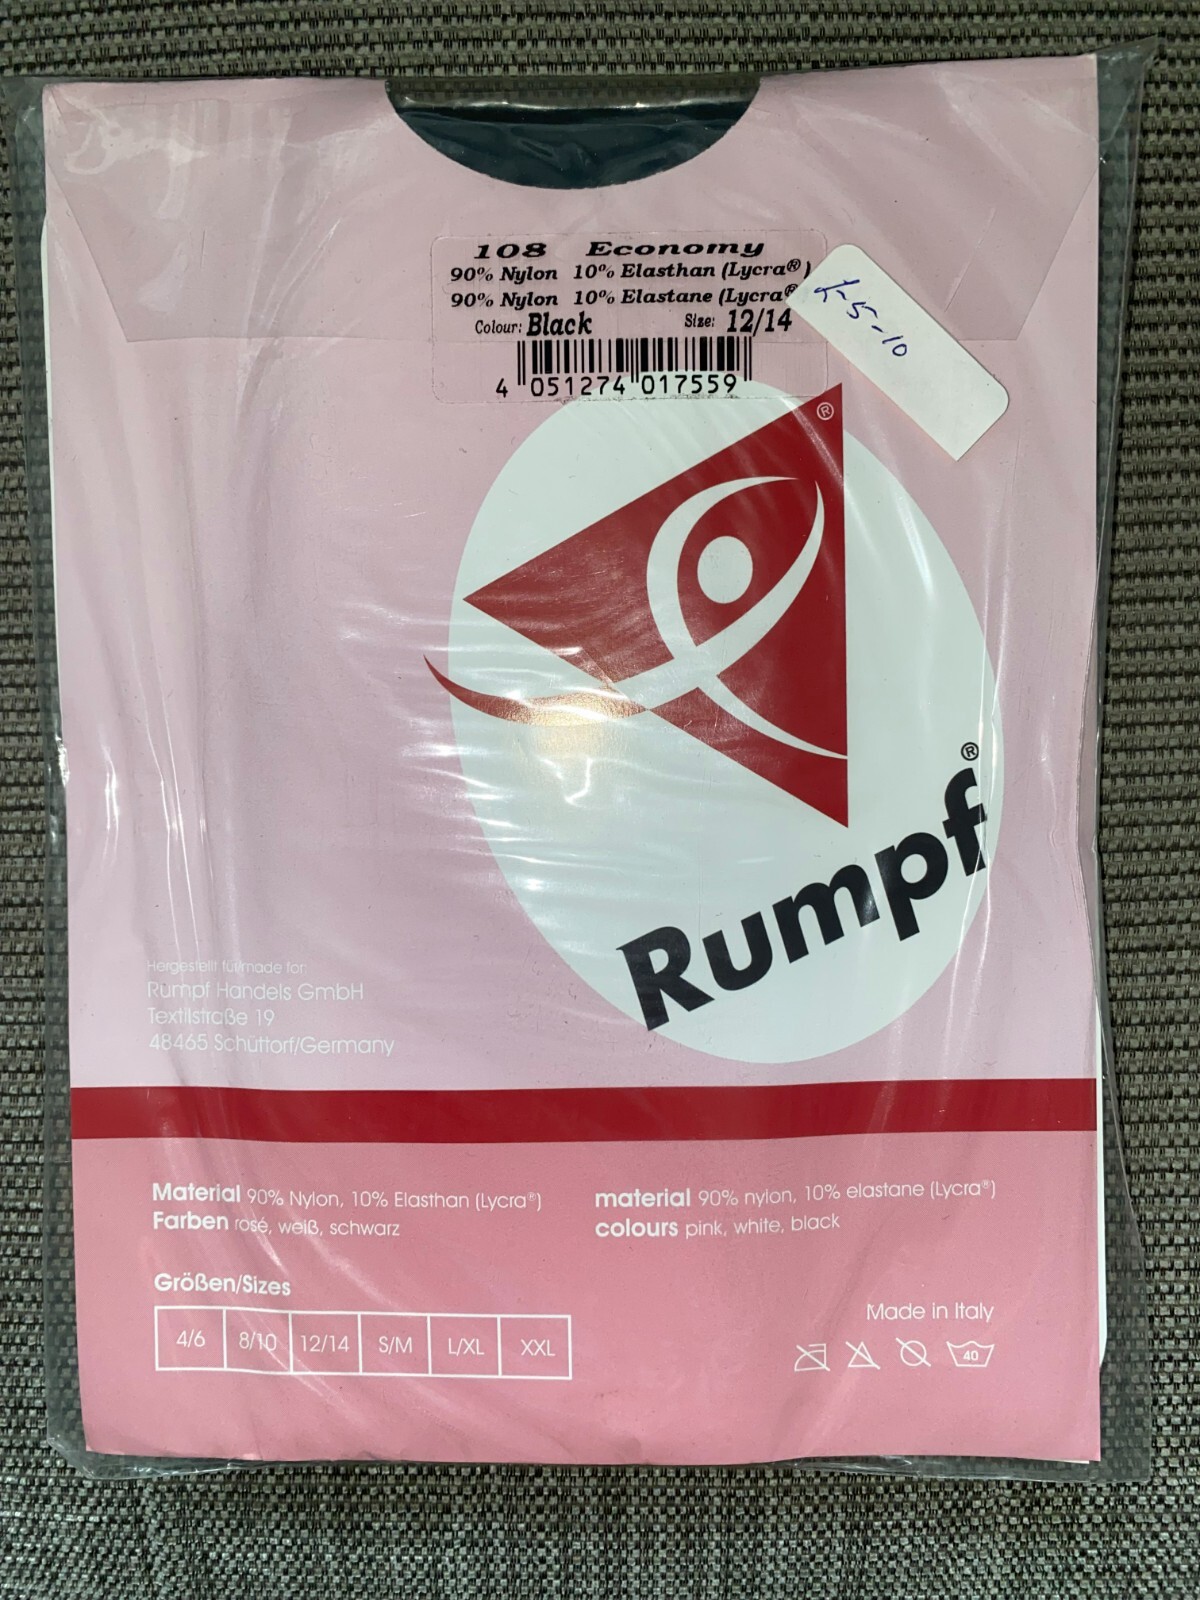 108 Economy
90% Nylon 10% Elasthan (Lycra®)
90% Nylon 10% Elastane (Lycra®
Colour: Black Size: 12/14
4 051274 017559
£-5-10
®
Rumpf®
Hergestellt für/made for
Rumpf Handels GmbH
Textilstraße 19
48465 Schüttorf/Germany
Material 90% Nylon, 10% Elasthan (Lycra®)
Farben rosé, weiß, schwarz
material 90% nylon, 10% elastane (Lycra®)
colours pink, white, black
Größen/Sizes
4/6 8/10 12/14 S/M L/XL XXL
Made in Italy
40